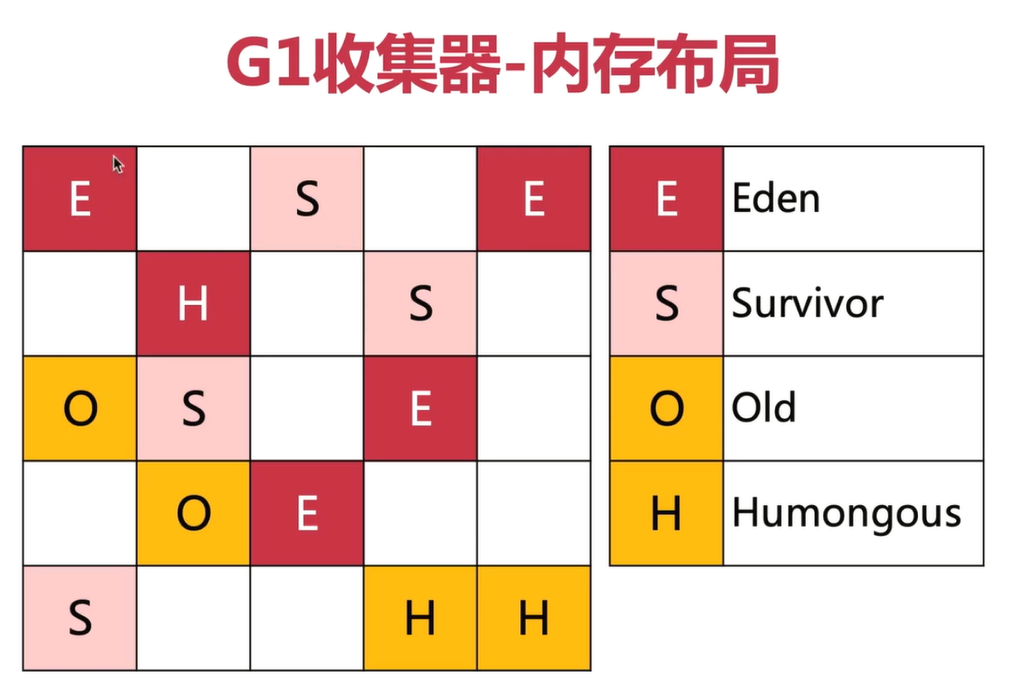 G1收集器-内存布局
E S E E Eden
H S S Survivor
O S E O Old
O E H Humongous
S H H